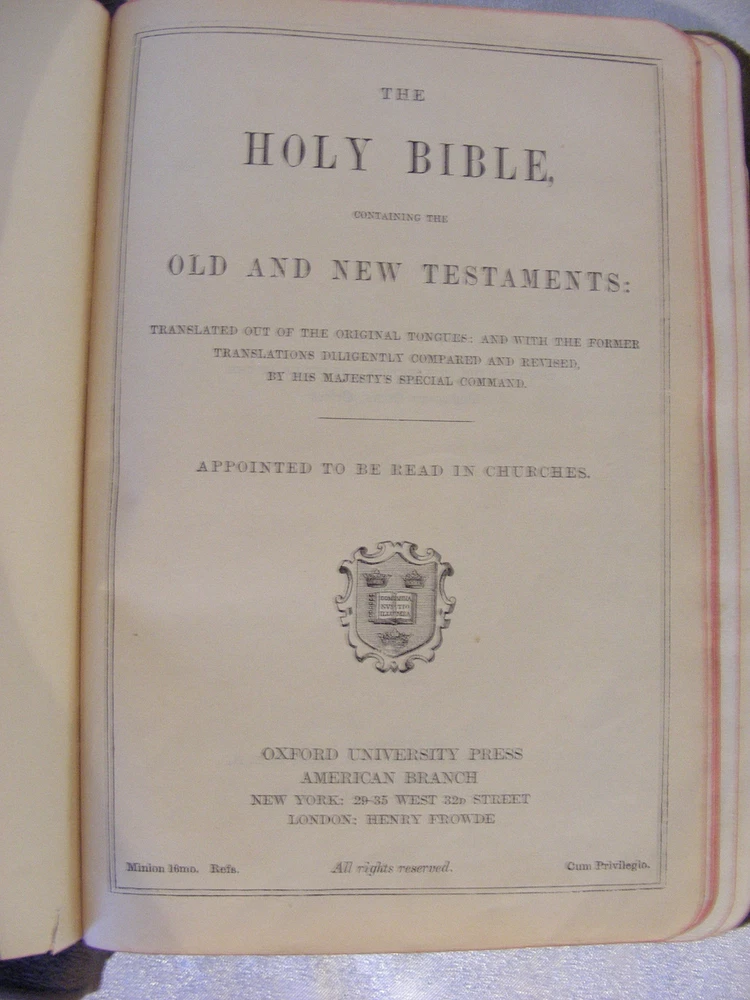 THE
HOLY BIBLE,
CONTAINING THE
OLD AND NEW TESTAMENTS:
TRANSLATED OUT OF THE ORIGINAL TONGUES: AND WITH THE FORMER
TRANSLATIONS DILIGENTLY COMPARED AND REVISED,
BY HIS MAJESTY'S SPECIAL COMMAND.
APPOINTED TO BE READ IN CHURCHES.
OXFORD UNIVERSITY PRESS
AMERICAN BRANCH
NEW YORK: 29-35 WEST 32D STREET
LONDON: HENRY FROWDE
Minion 16mo. Refs. All rights reserved. Cum Privilegio.